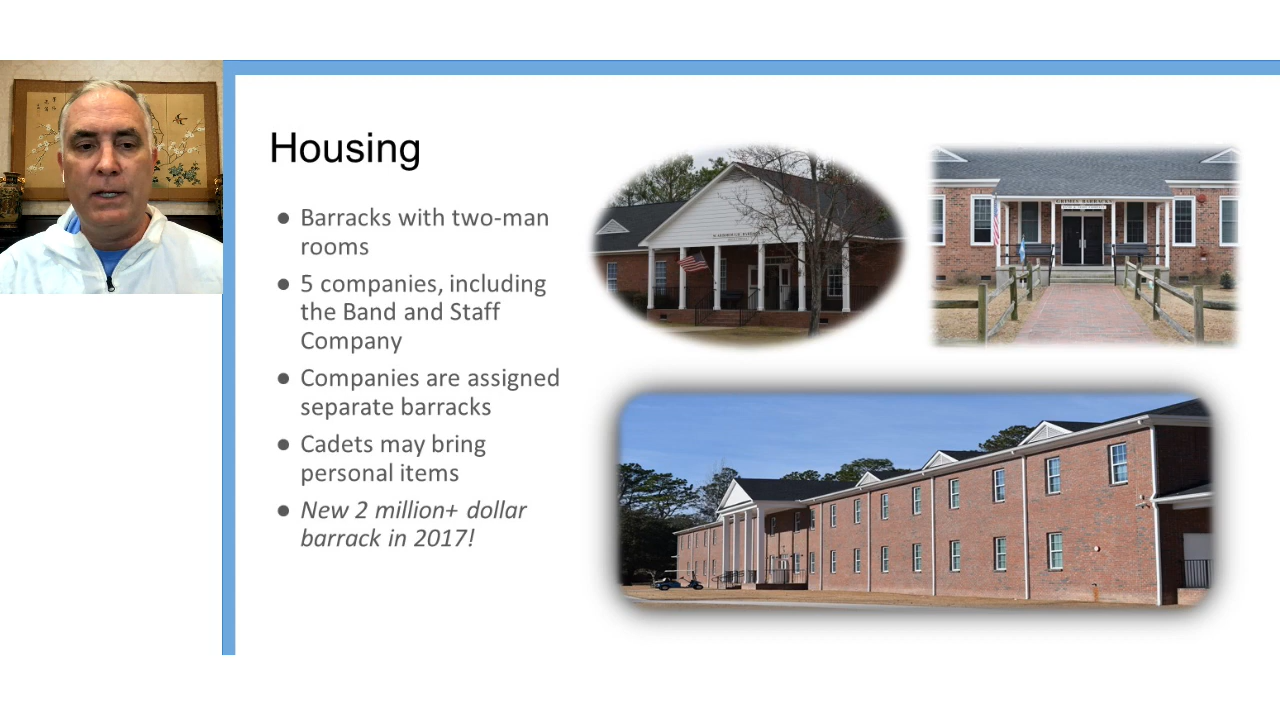 Housing
● Barracks with two-man
rooms
● 5 companies, including
the Band and Staff
Company
● Companies are assigned
separate barracks
● Cadets may bring
personal items
● New 2 million+ dollar
barrack in 2017!
BARRACKS